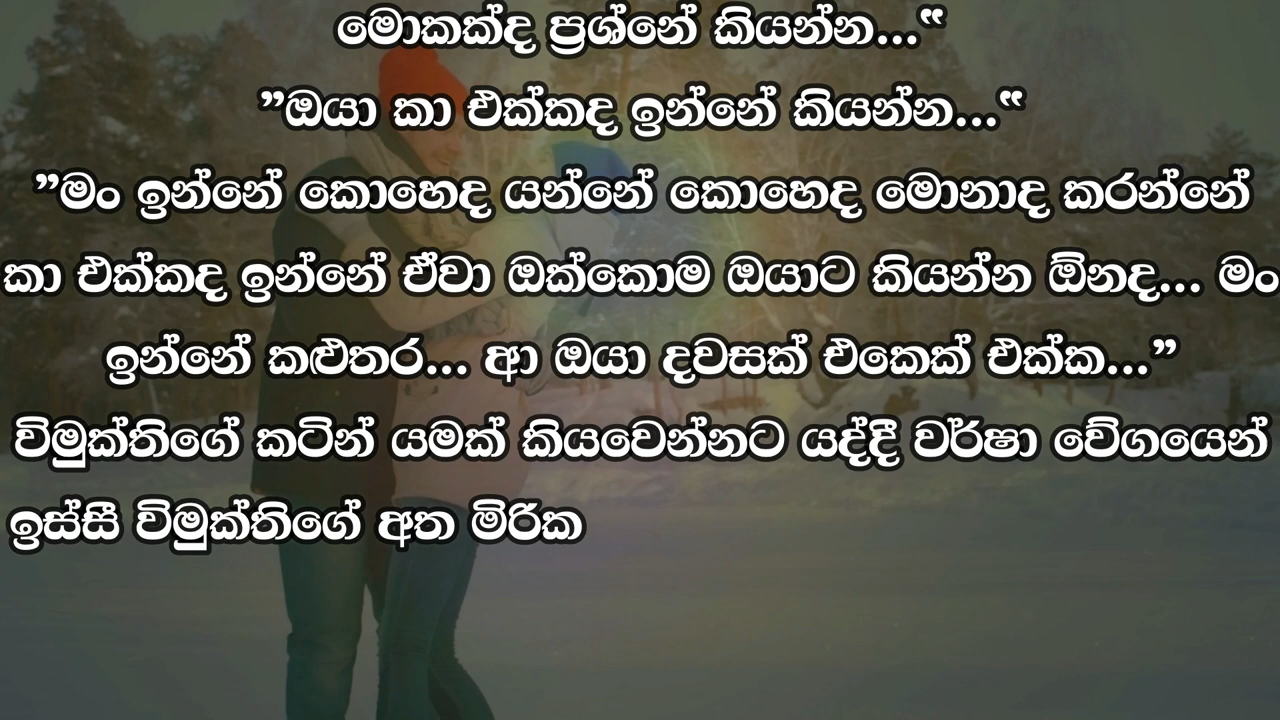 මොකක්ද ප්‍රශ්නේ කියන්න...“
”ඔයා කා එක්කද ඉන්නේ කියන්න...“
”මං ඉන්නේ කොහෙද යන්නේ කොහෙද මොනාද කරන්නේ
කා එක්කද ඉන්නේ ඒවා ඔක්කොම ඔයාට කියන්න ඕනද... මං
ඉන්නේ කළුතර... ආ ඔයා දවසක් එකෙක් එක්ක...”
විමුක්තිගේ කටින් යමක් කියවෙන්නට යද්දී වර්ෂා වේගයෙන්
ඉස්සී විමුක්තිගේ අත මිරික